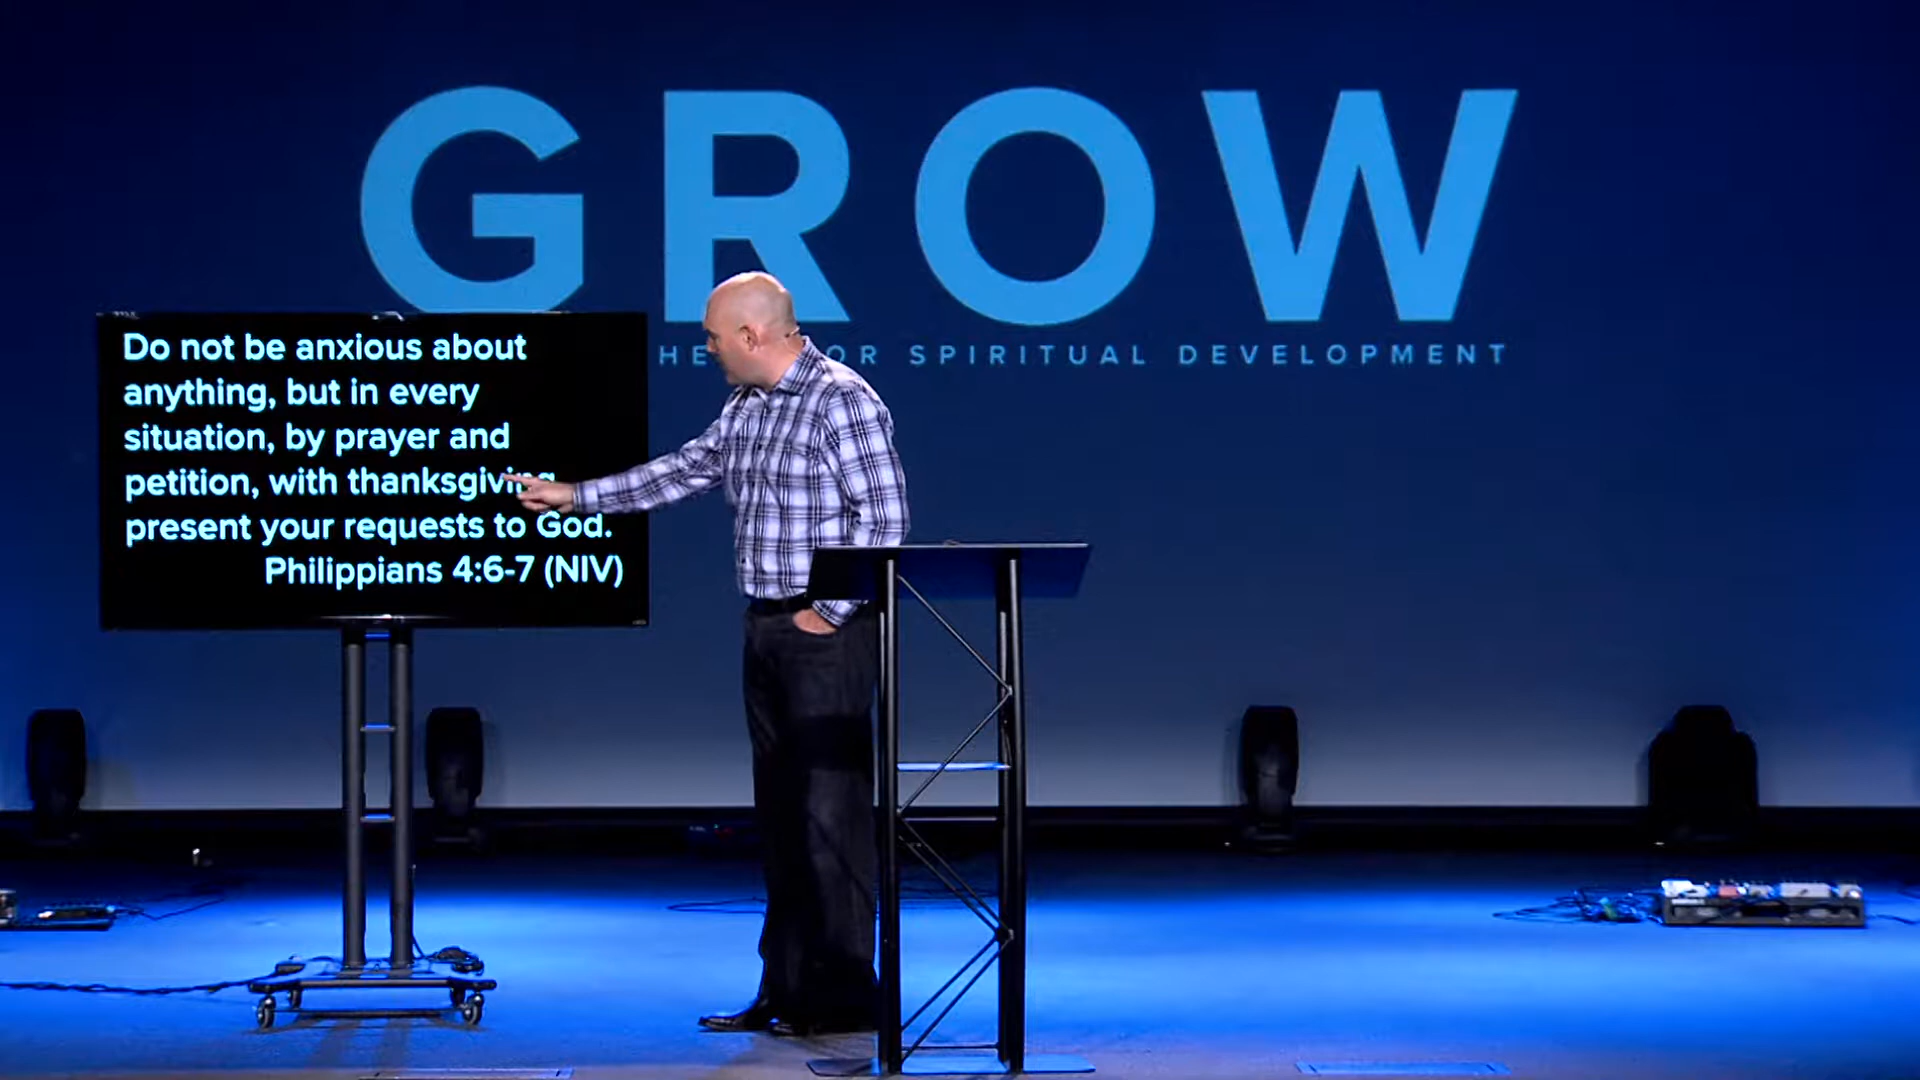 GROW
SPIRITUAL DEVELOPMENT
Do not be anxious about
anything, but in every
situation, by prayer and
petition, with thanksgiving
present your requests to God.
Philippians 4:6-7 (NIV)